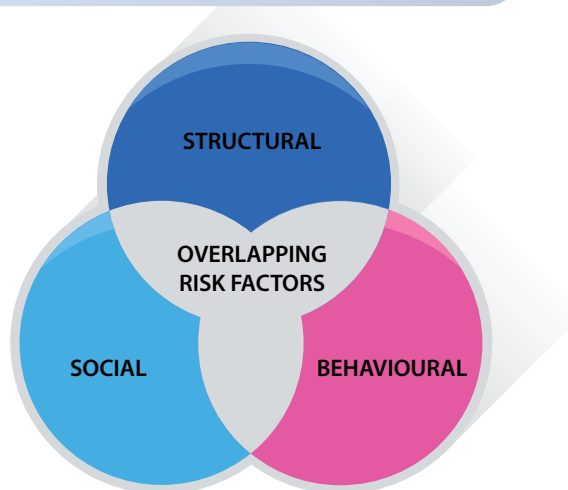 STRUCTURAL
OVERLAPPING
RISK FACTORS
SOCIAL
BEHAVIOURAL